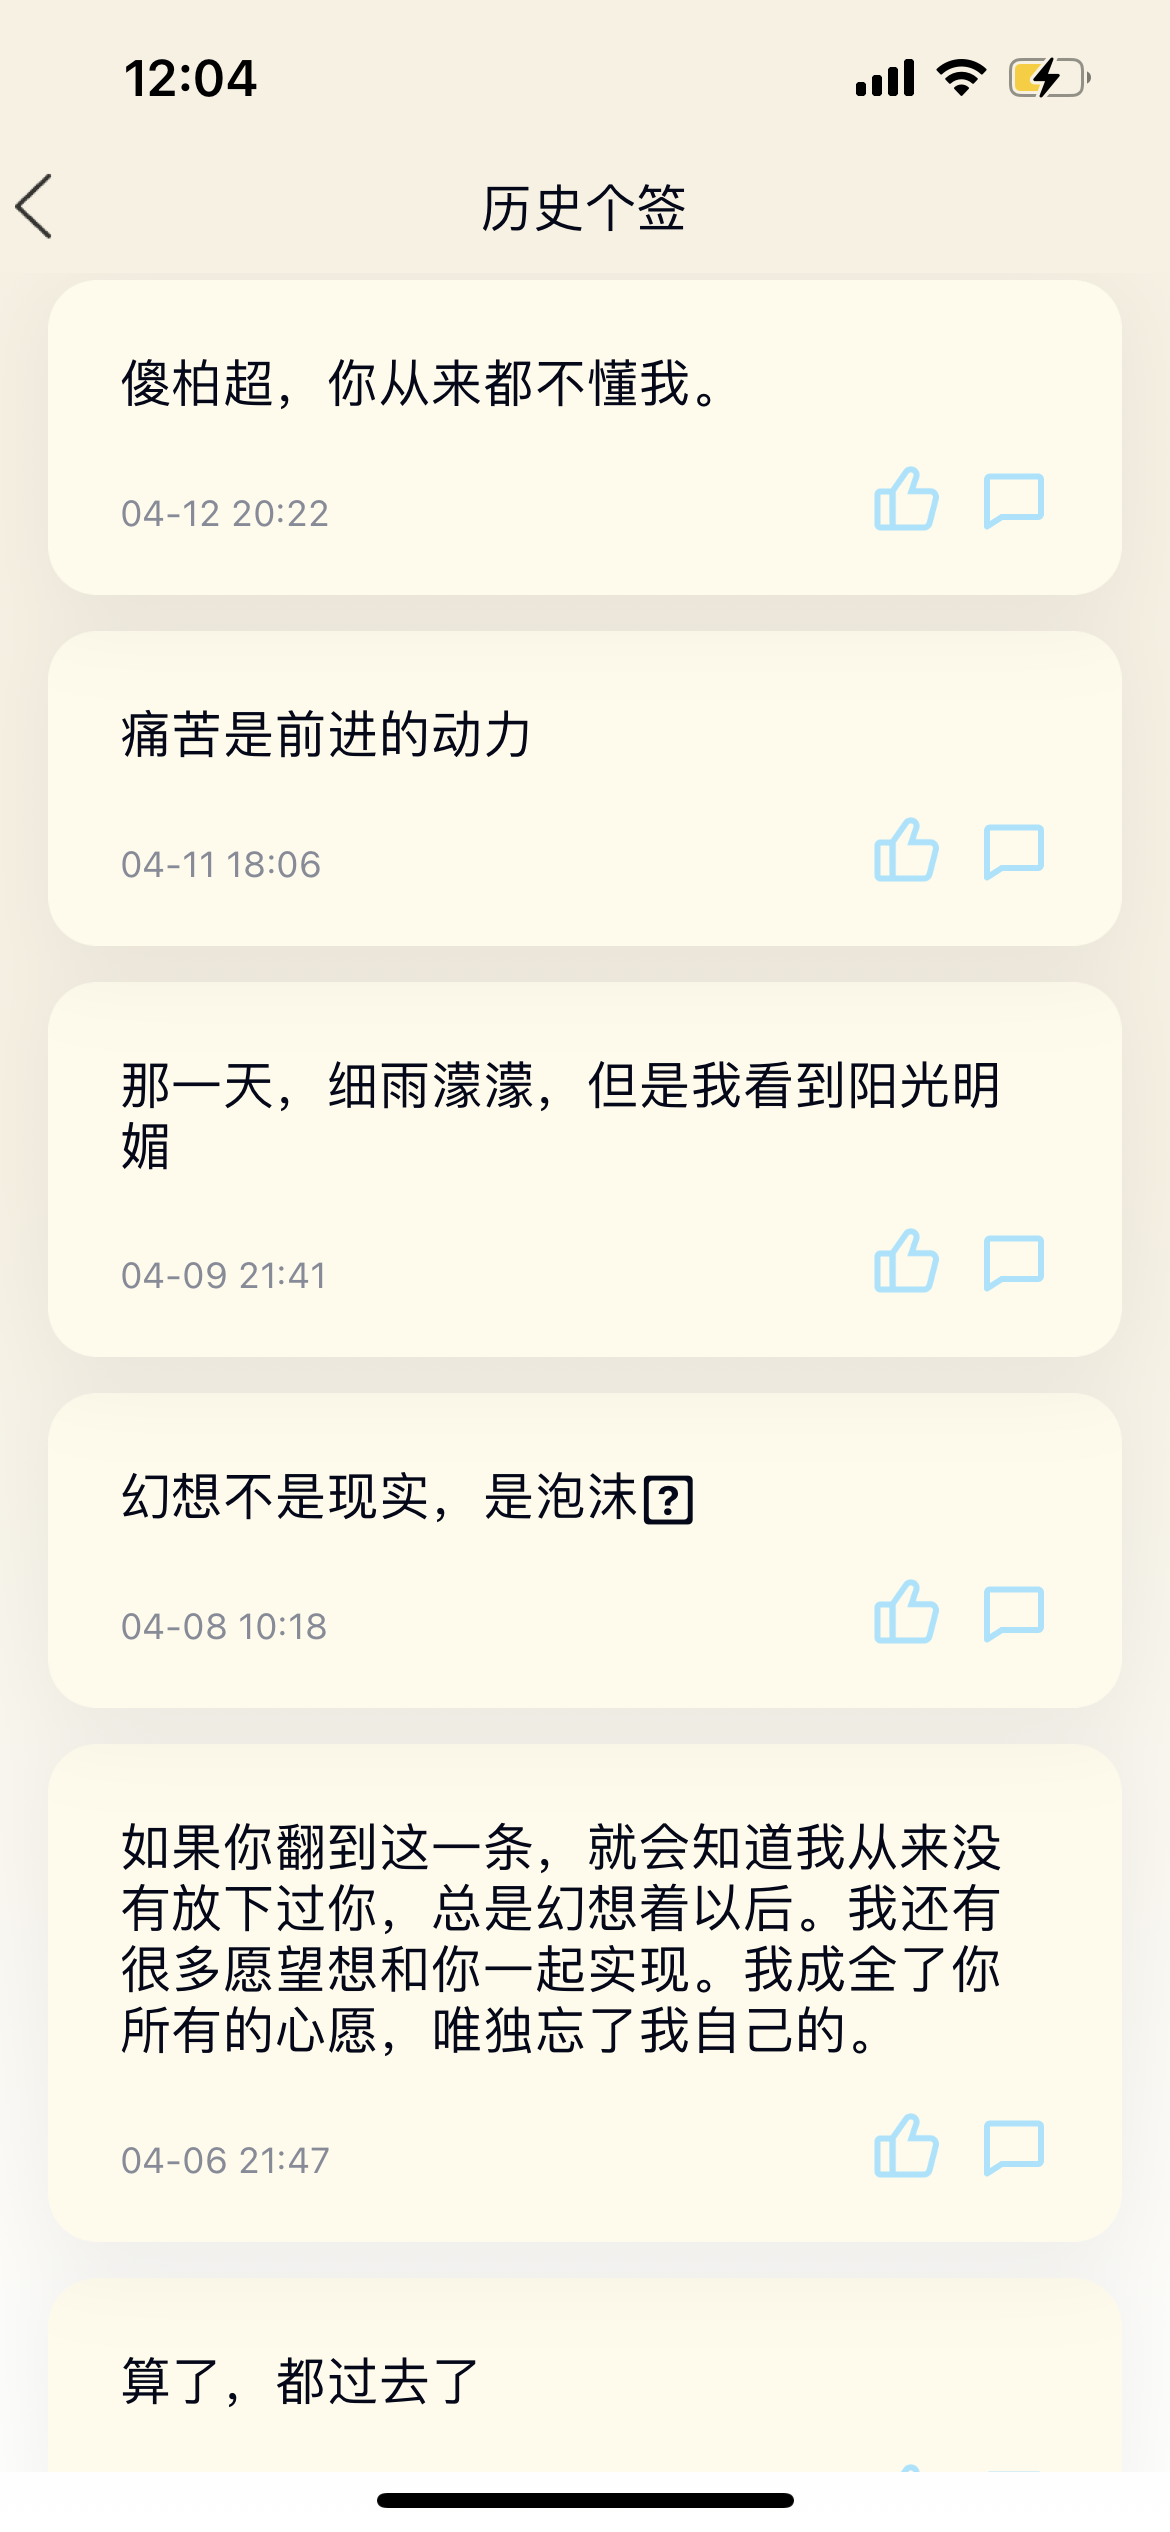 12:04
历史个签
傻柏超，你从来都不懂我。
04-12 20:22
痛苦是前进的动力
04-11 18:06
那一天，细雨濛濛，但是我看到阳光明
媚
04-09 21:41
幻想不是现实，是泡沫
04-08 10:18
如果你翻到这一条，就会知道我从来没
有放下过你，总是幻想着以后。我还有
很多愿望想和你一起实现。我成全了你
所有的心愿，唯独忘了我自己的。
04-06 21:47
算了，都过去了